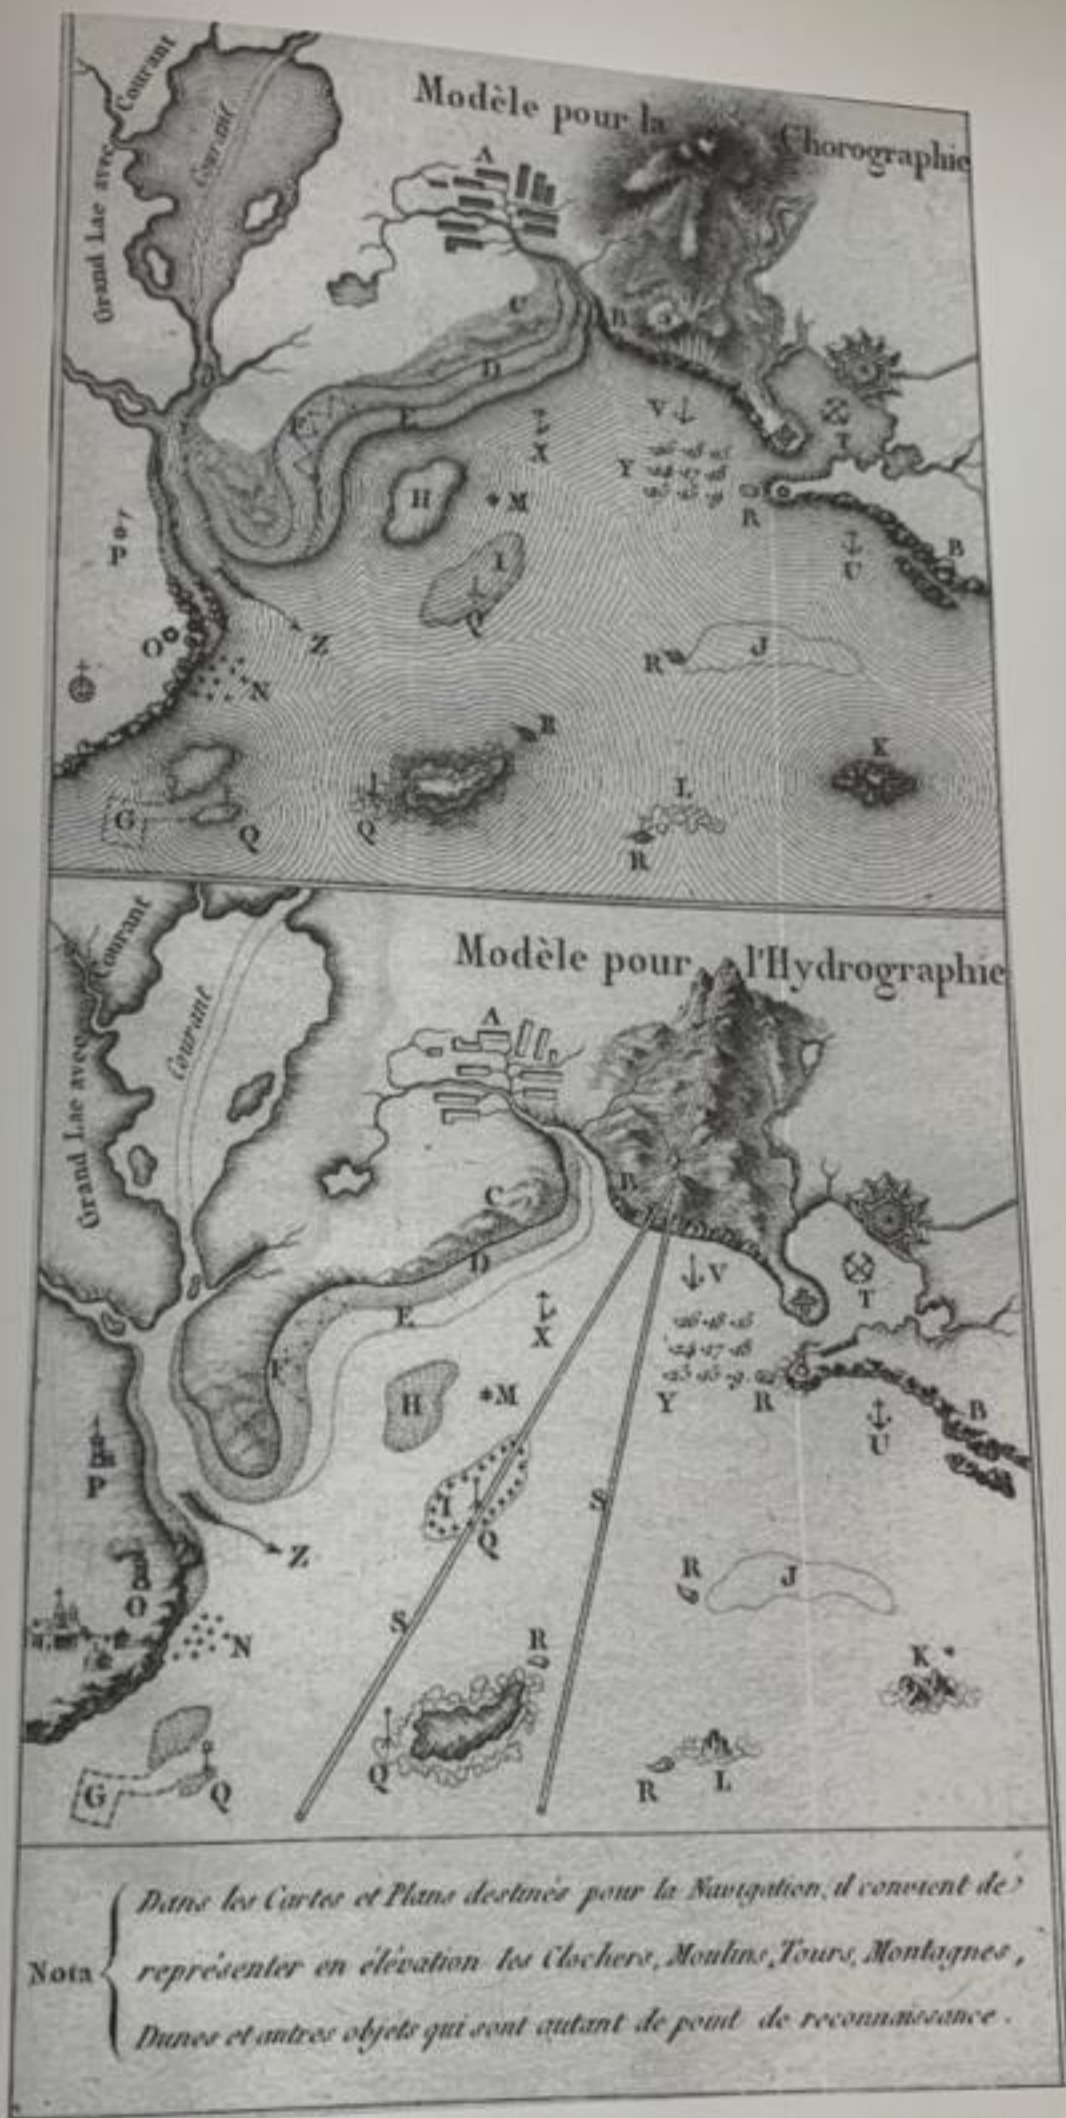 Modèle pour la Chorographie
Grand Lac avec Courant
Courant
A
C
B
D
E
F
V
X
Y
T
H
M
R
P
I
U
B
Q
Z
O
R
J
N
R
K
L
G
Q
Q
R
Modèle pour l'Hydrographie
Grand Lac avec Courant
Courant
A
C
B
D
V
E
X
T
F
H
M
Y
R
B
U
P
I
Q
S
Z
R
J
O
S
N
R
K
G
Q
Q
R
L
Nota
Dans les Cartes et Plans destinés pour la Navigation, il convient de
représenter en élévation les Clochers, Moulins, Tours, Montagnes,
Dunes et autres objets qui sont autant de point de reconnaissance.